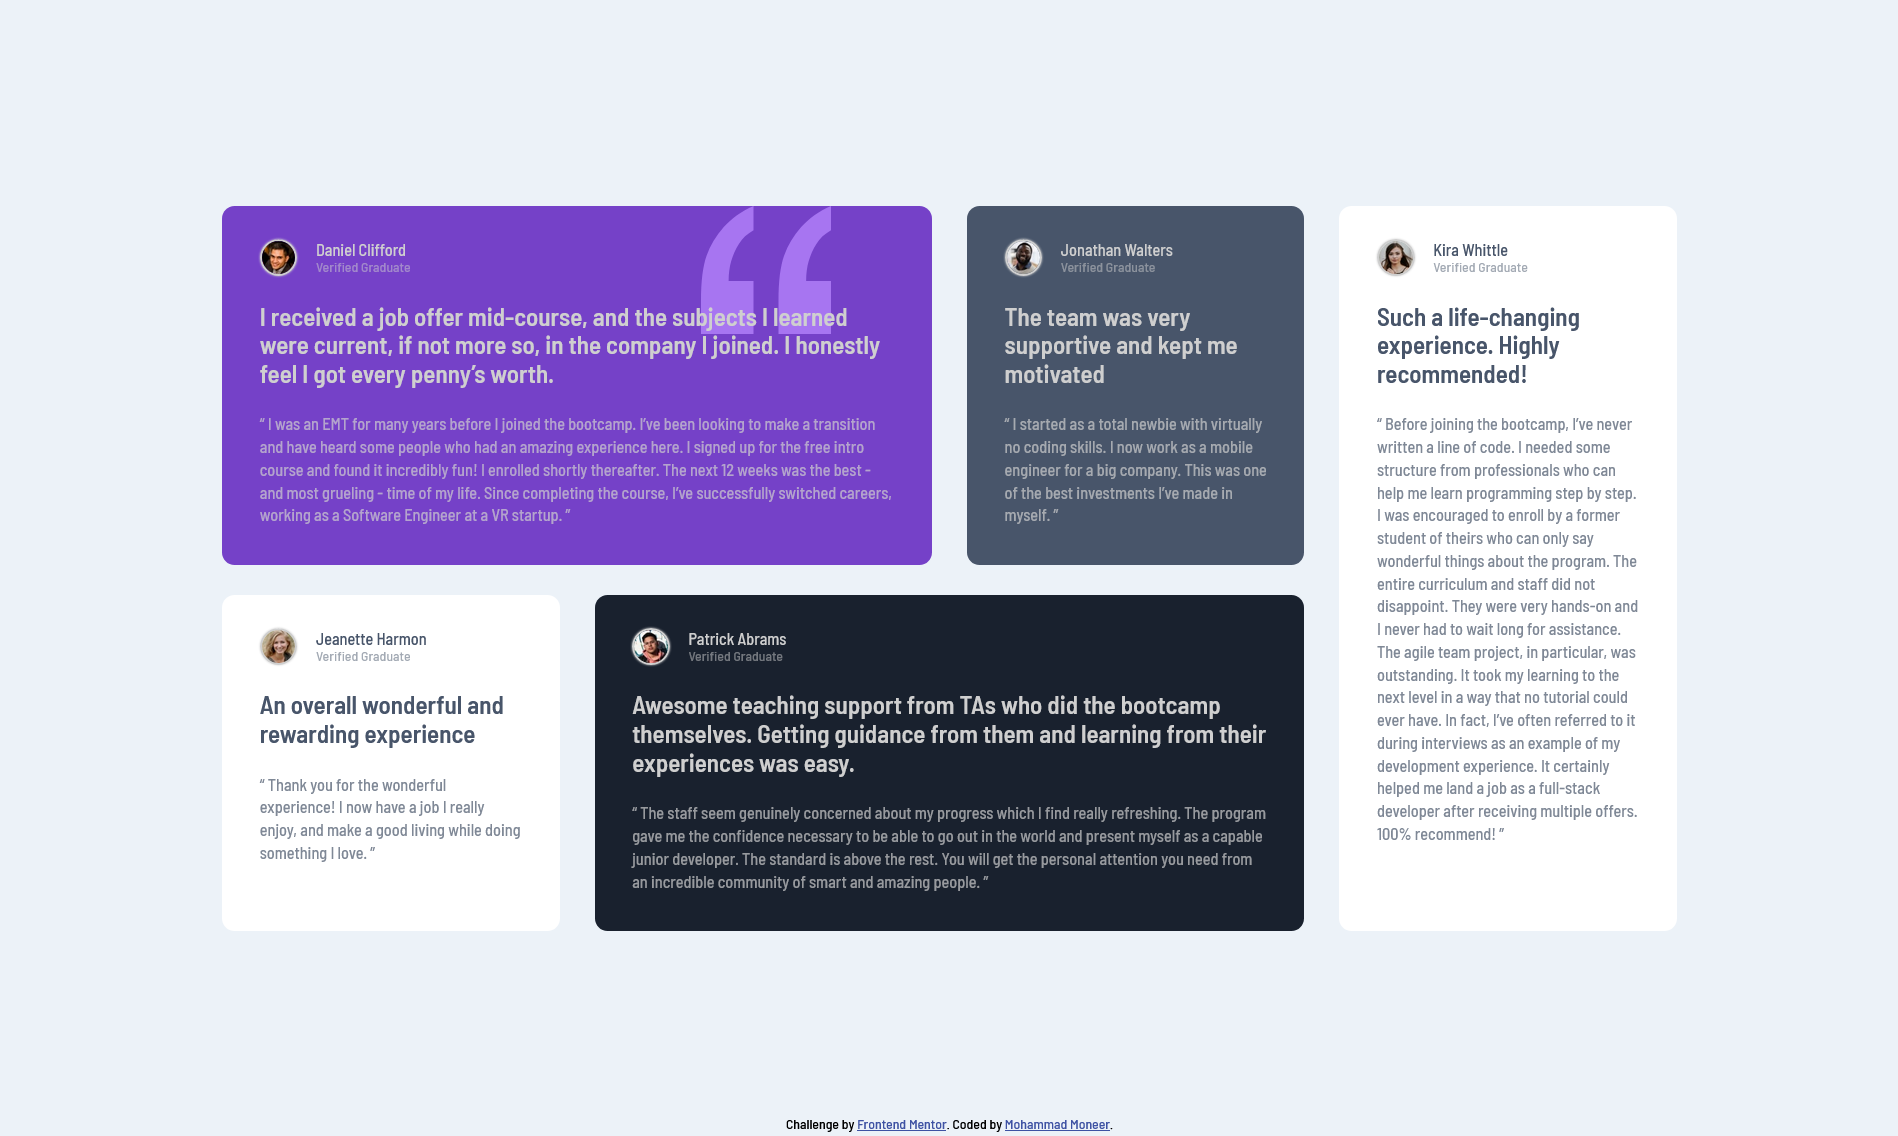 Daniel Clifford
Verified Graduate
I received a job offer mid-course, and the subjects I learned
were current, if not more so, in the company I joined. I honestly
feel I got every penny’s worth.
“ I was an EMT for many years before I joined the bootcamp. I’ve been looking to make a transition
and have heard some people who had an amazing experience here. I signed up for the free intro
course and found it incredibly fun! I enrolled shortly thereafter. The next 12 weeks was the best -
and most grueling - time of my life. Since completing the course, I’ve successfully switched careers,
working as a Software Engineer at a VR startup. ”
Jonathan Walters
Verified Graduate
The team was very
supportive and kept me
motivated
“ I started as a total newbie with virtually
no coding skills. I now work as a mobile
engineer for a big company. This was one
of the best investments I’ve made in
myself. ”
Kira Whittle
Verified Graduate
Such a life-changing
experience. Highly
recommended!
“ Before joining the bootcamp, I’ve never
written a line of code. I needed some
structure from professionals who can
help me learn programming step by step.
I was encouraged to enroll by a former
student of theirs who can only say
wonderful things about the program. The
entire curriculum and staff did not
disappoint. They were very hands-on and
I never had to wait long for assistance.
The agile team project, in particular, was
outstanding. It took my learning to the
next level in a way that no tutorial could
ever have. In fact, I’ve often referred to it
during interviews as an example of my
development experience. It certainly
helped me land a job as a full-stack
developer after receiving multiple offers.
100% recommend! ”
Jeanette Harmon
Verified Graduate
An overall wonderful and
rewarding experience
“ Thank you for the wonderful
experience! I now have a job I really
enjoy, and make a good living while doing
something I love. ”
Patrick Abrams
Verified Graduate
Awesome teaching support from TAs who did the bootcamp
themselves. Getting guidance from them and learning from their
experiences was easy.
“ The staff seem genuinely concerned about my progress which I find really refreshing. The program
gave me the confidence necessary to be able to go out in the world and present myself as a capable
junior developer. The standard is above the rest. You will get the personal attention you need from
an incredible community of smart and amazing people. ”
Challenge by Frontend Mentor. Coded by Mohammad Moneer.